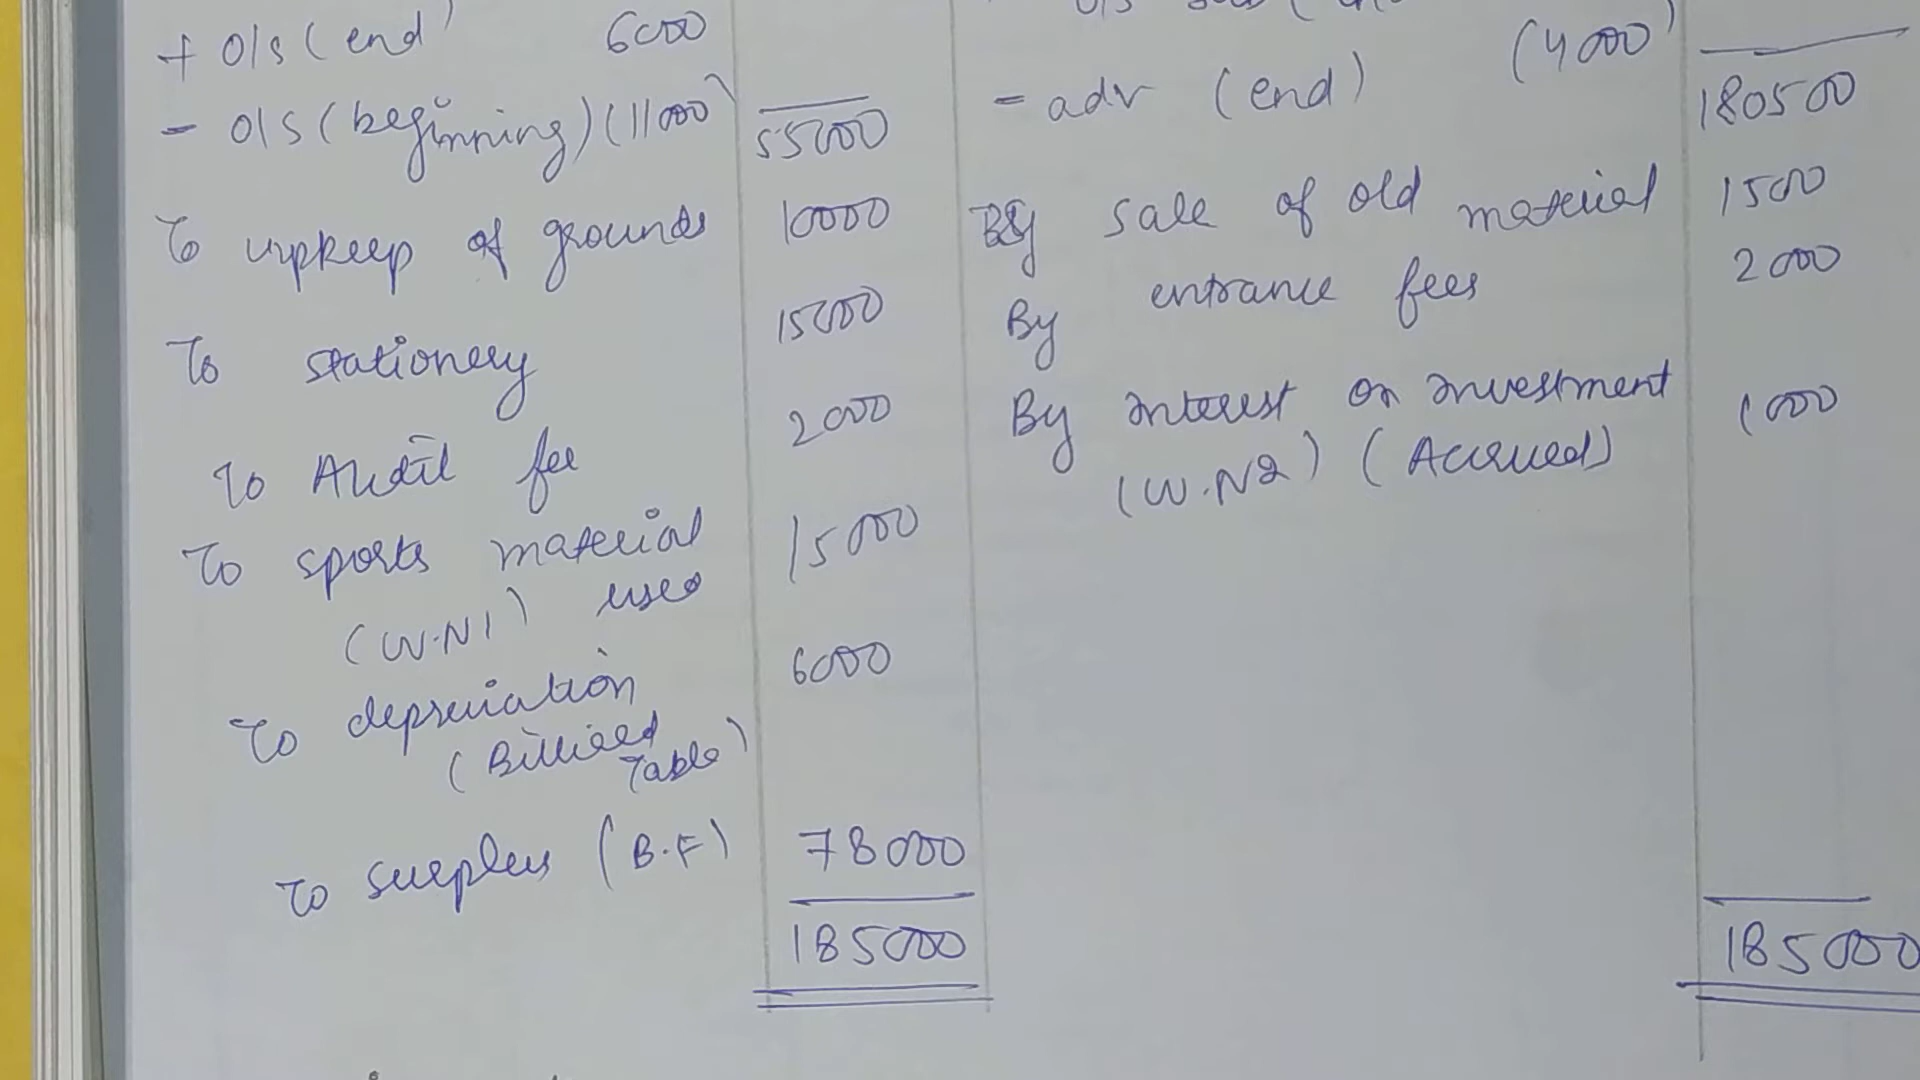 + O/s (end) 6000
- O/S (beginning) (11000) 55000
To upkeep of grounds 10000
To stationery 15000
To Audit fee 2000
To sports material 15000
(W.N1) used
To depreciation 6000
(Billiard
Table)
To surplus (B.F) 78000
185000
(4000)
- adv (end) 180500
By sale of old material 1500
By entrance fees 2000
By interest on investment 1000
(W.N2) (Accrued)
185000